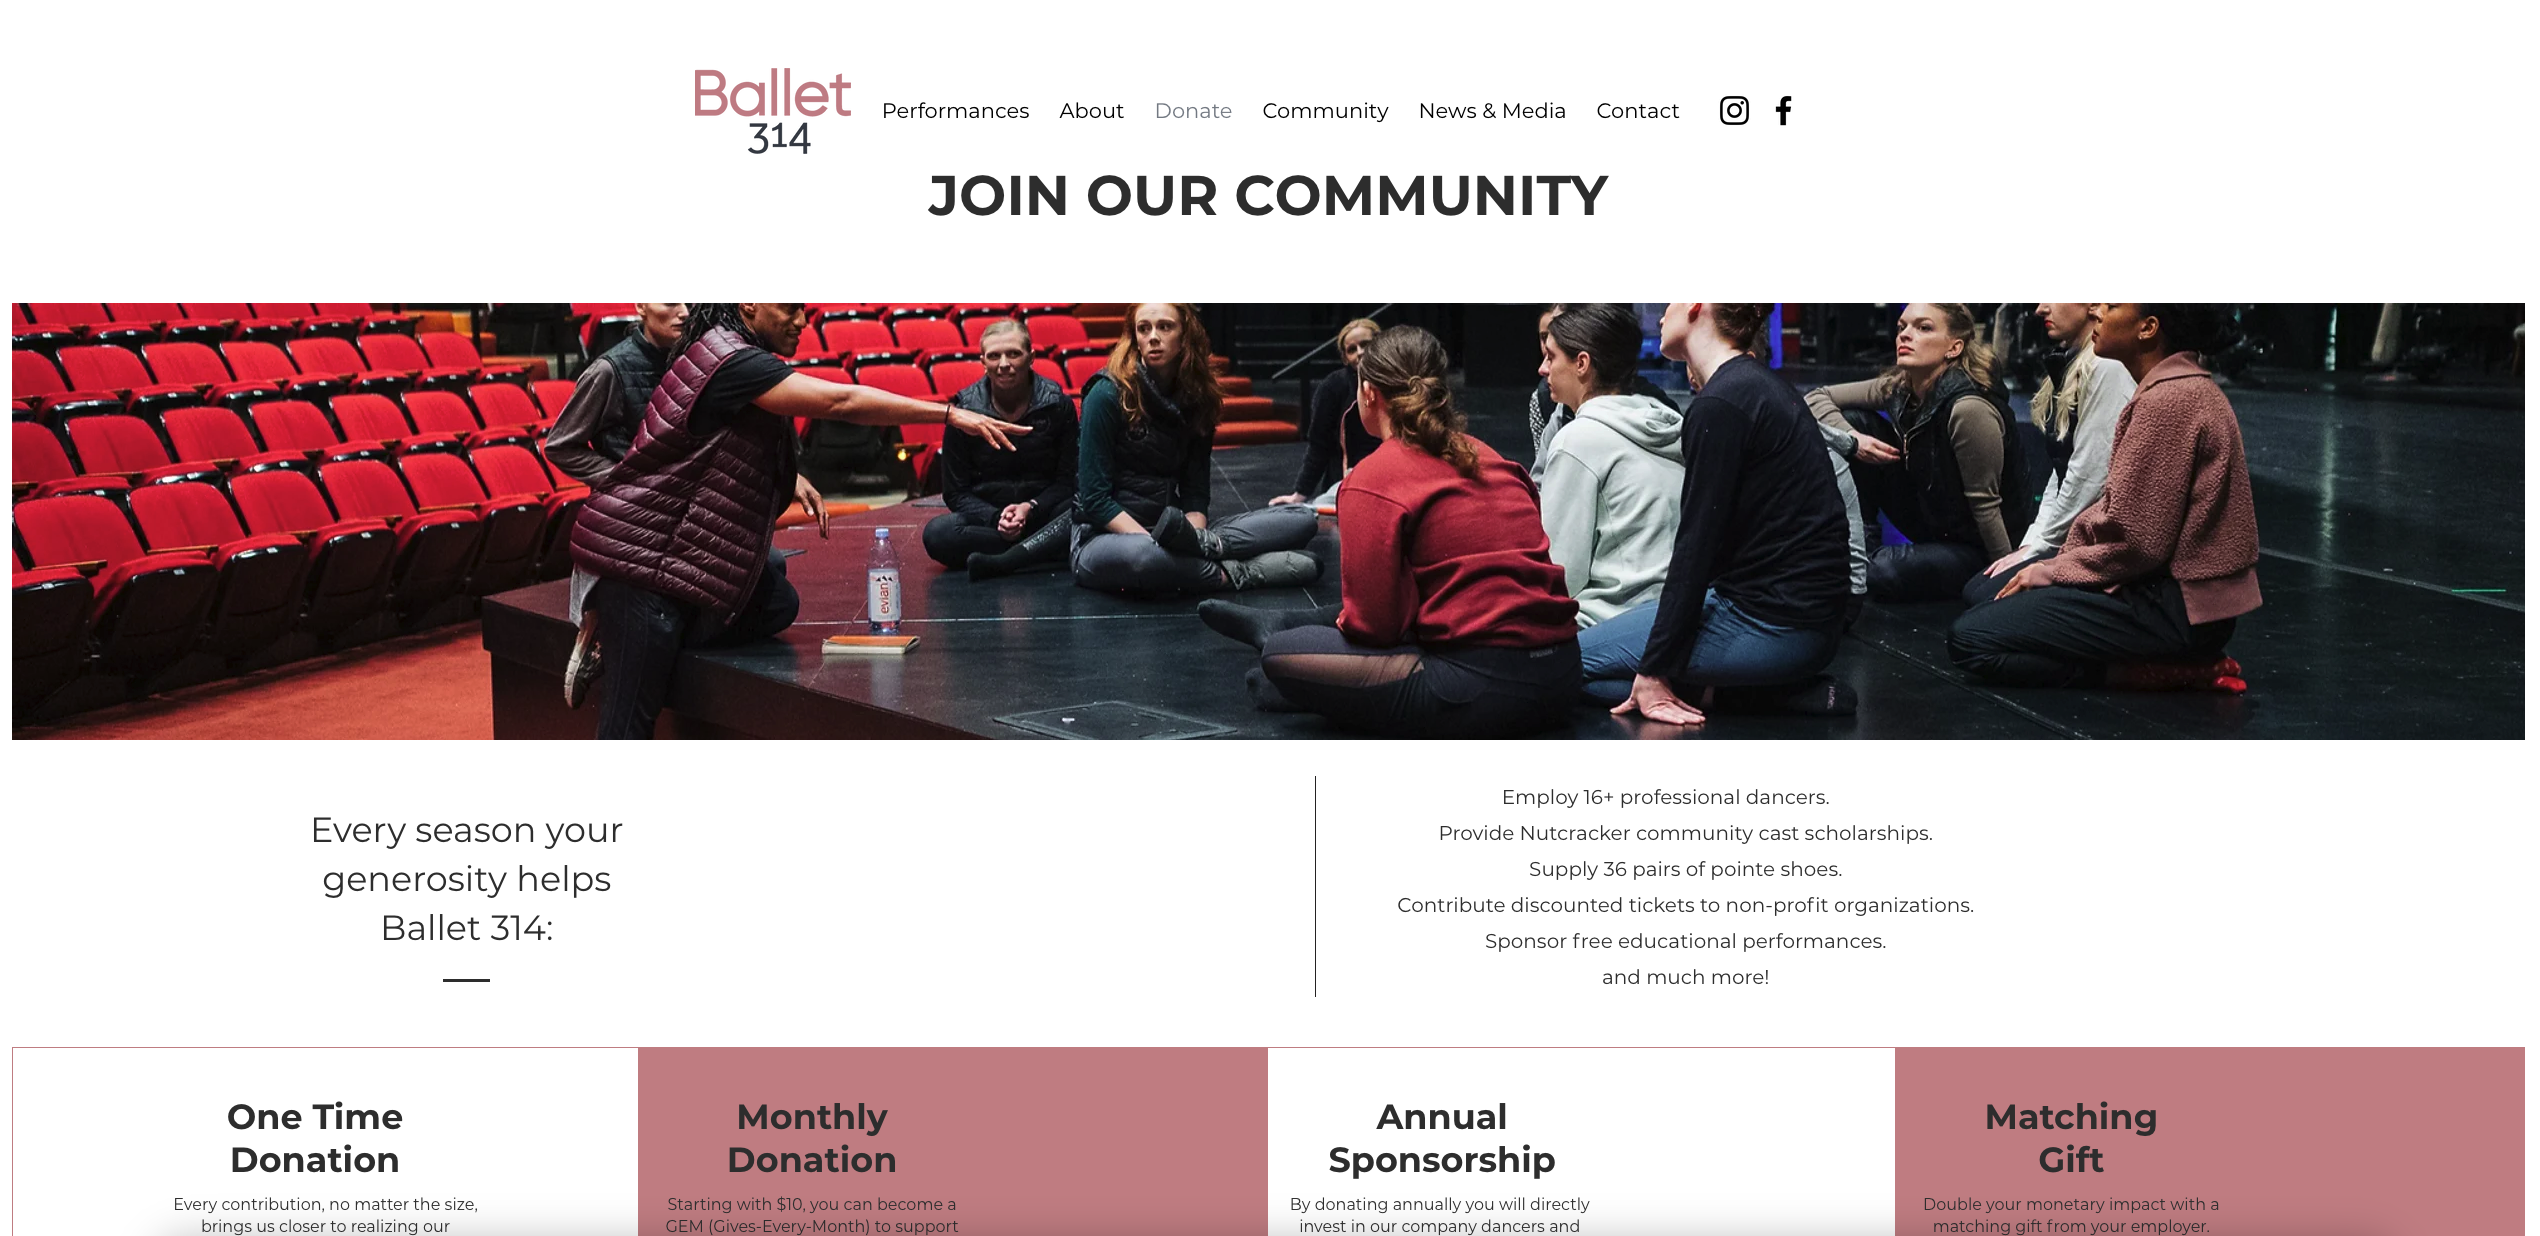 Ballet
314
Performances About Donate Community News & Media Contact
JOIN OUR COMMUNITY
evian
Every season your
generosity helps
Ballet 314:
Employ 16+ professional dancers.
Provide Nutcracker community cast scholarships.
Supply 36 pairs of pointe shoes.
Contribute discounted tickets to non-profit organizations.
Sponsor free educational performances.
and much more!
One Time
Donation
Every contribution, no matter the size,
brings us closer to realizing our
Monthly
Donation
Starting with $10, you can become a
GEM (Gives-Every-Month) to support
Annual
Sponsorship
By donating annually you will directly
invest in our company dancers and
Matching
Gift
Double your monetary impact with a
matching gift from your employer.